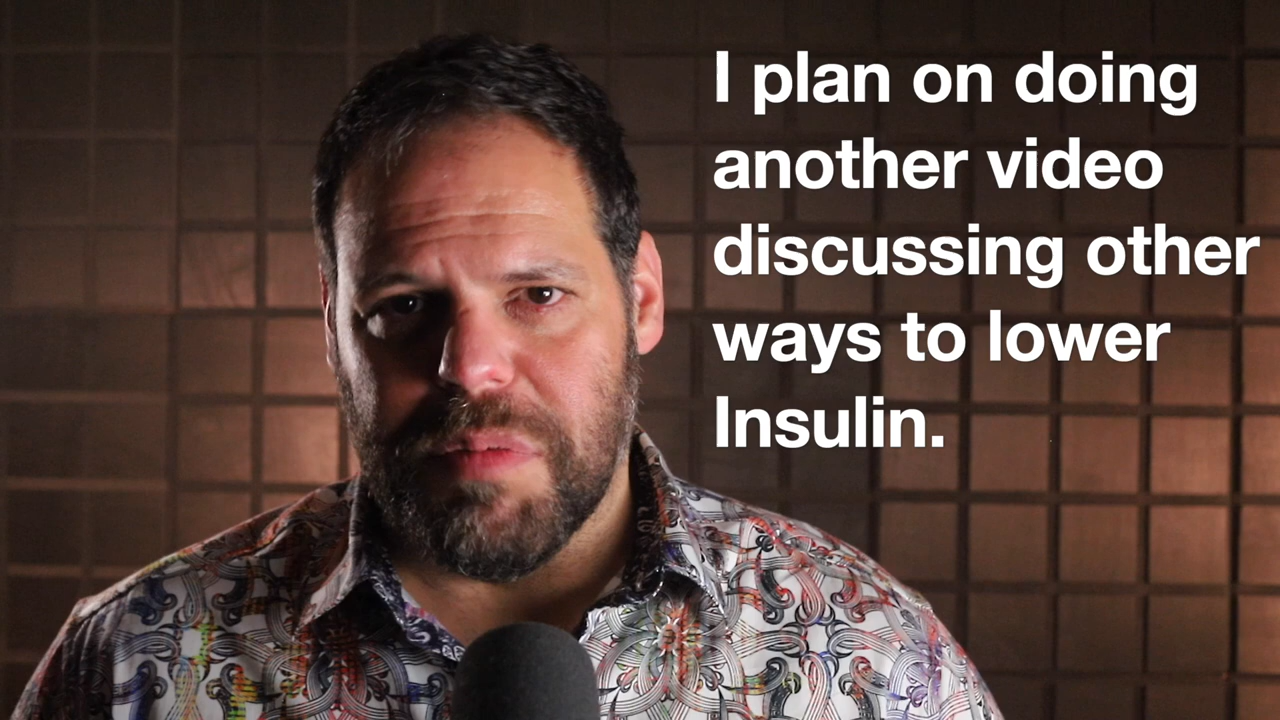 I plan on doing
another video
discussing other
ways to lower
Insulin.